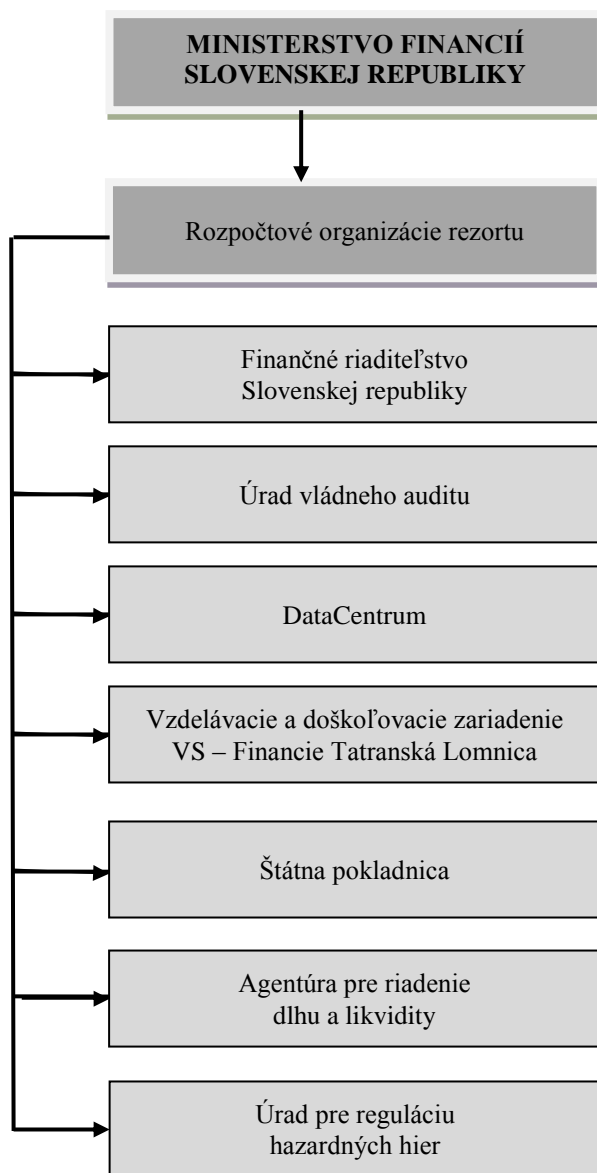 MINISTERSTVO FINANCIÍ
SLOVENSKEJ REPUBLIKY
Rozpočtové organizácie rezortu
Finančné riaditeľstvo
Slovenskej republiky
Úrad vládneho auditu
DataCentrum
Vzdelávacie a doškoľovacie zariadenie
VS – Financie Tatranská Lomnica
Štátna pokladnica
Agentúra pre riadenie
dlhu a likvidity
Úrad pre reguláciu
hazardných hier